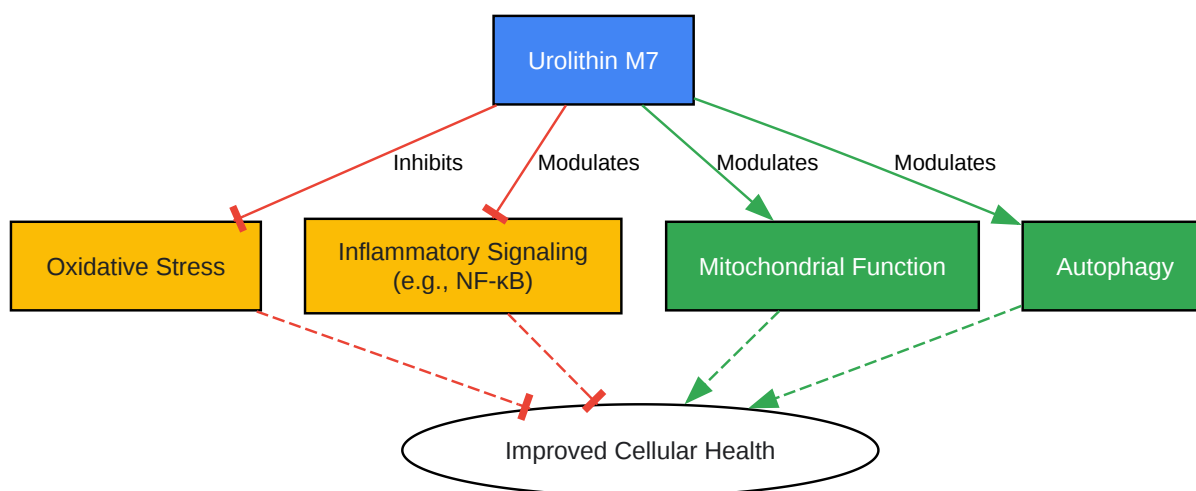 Urolithin M7
Inhibits
Modulates
Modulates
Modulates
Oxidative Stress
Inflammatory Signaling
(e.g., NF-κB)
Mitochondrial Function
Autophagy
Improved Cellular Health